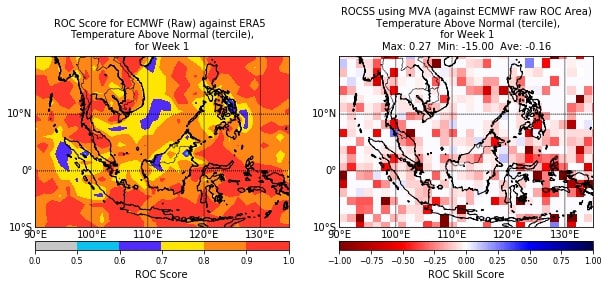 ROC Score for ECMWF (Raw) against ERA5
Temperature Above Normal (tercile),
for Week 1
10°N
0°
10°S
90°E 100°E 110°E 120°E 130°E
0.0 0.5 0.6 0.7 0.8 0.9 1.0
ROC Score
ROCSS using MVA (against ECMWF raw ROC Area)
Temperature Above Normal (tercile),
for Week 1
Max: 0.27 Min: -15.00 Ave: -0.16
10°N
0°
10°S
90°E 100°E 110°E 120°E 130°E
−1.00 −0.75 −0.50 −0.25 0.00 0.25 0.50 0.75 1.00
ROC Skill Score